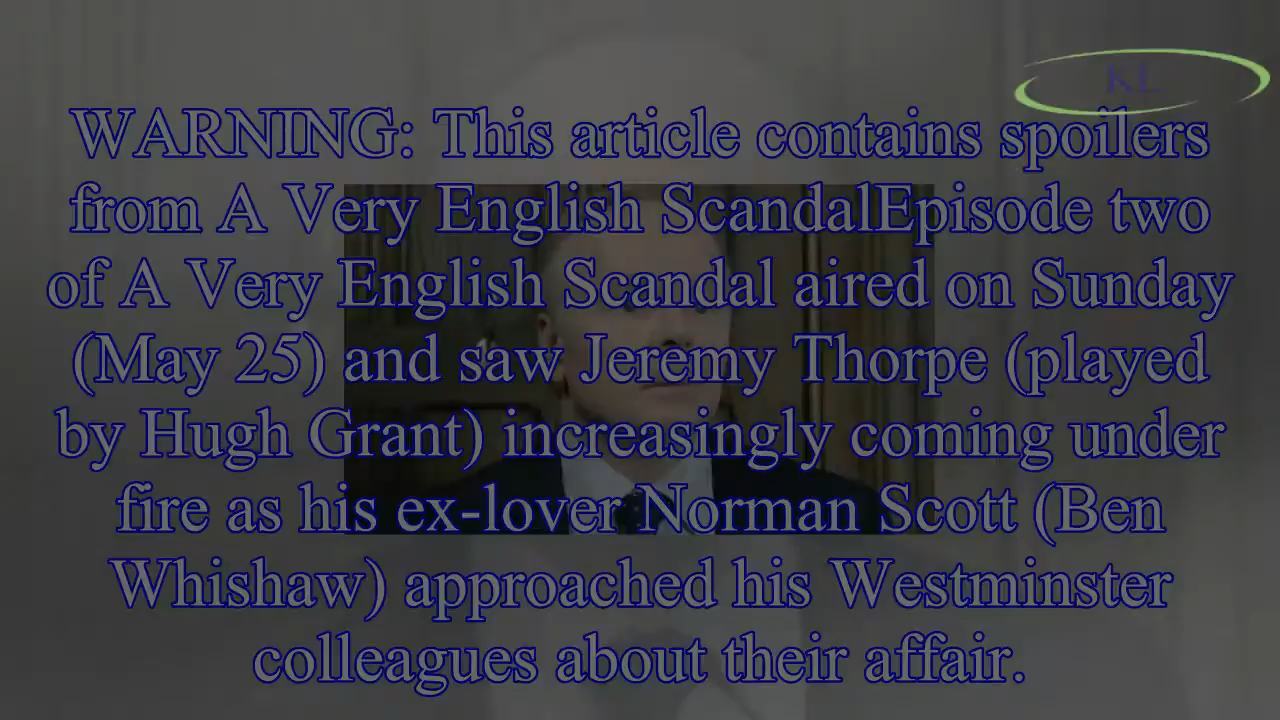 KL
WARNING: This article contains spoilers
from A Very English ScandalEpisode two
of A Very English Scandal aired on Sunday
(May 25) and saw Jeremy Thorpe (played
by Hugh Grant) increasingly coming under
fire as his ex-lover Norman Scott (Ben
Whishaw) approached his Westminster
colleagues about their affair.